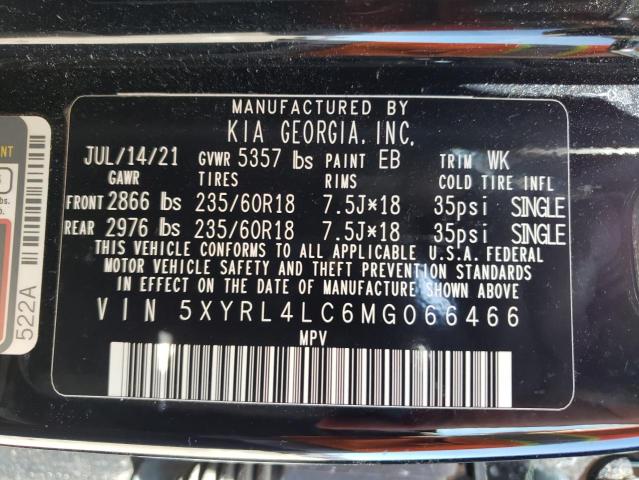 MANUFACTURED BY
KIA GEORGIA, INC.
JUL/14/21 GVWR 5357 lbs PAINT EB TRIM WK
GAWR TIRES RIMS COLD TIRE INFL
FRONT 2866 lbs 235/60R18 7.5J*18 35psi SINGLE
REAR 2976 lbs 235/60R18 7.5J*18 35psi SINGLE
THIS VEHICLE CONFORMS TO ALL APPLICABLE U.S.A. FEDERAL
MOTOR VEHICLE SAFETY AND THEFT PREVENTION STANDARDS
IN EFFECT ON THE DATE OF MANUFACTURE SHOWN ABOVE
VIN 5XYRL4LC6MG066466
MPV
522A